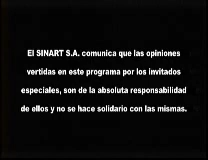 El SINART S.A. comunica que las opiniones
vertidas en este programa por los invitados
especiales, son de la absoluta responsabilidad
de ellos y no se hace solidario con las mismas.